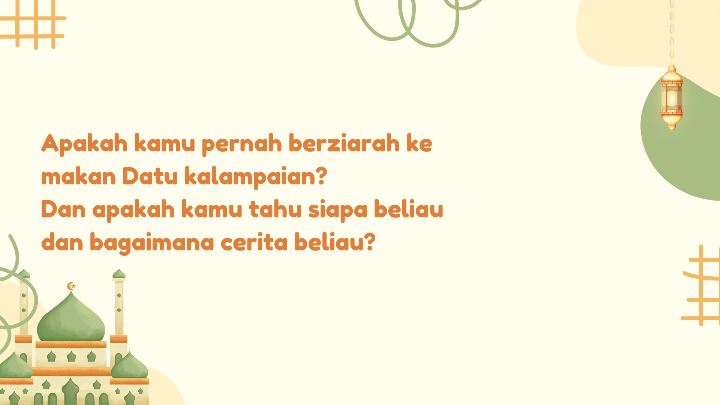 Apakah kamu pernah berziarah ke
makan Datu kalampaian?
Dan apakah kamu tahu siapa beliau
dan bagaimana cerita beliau?